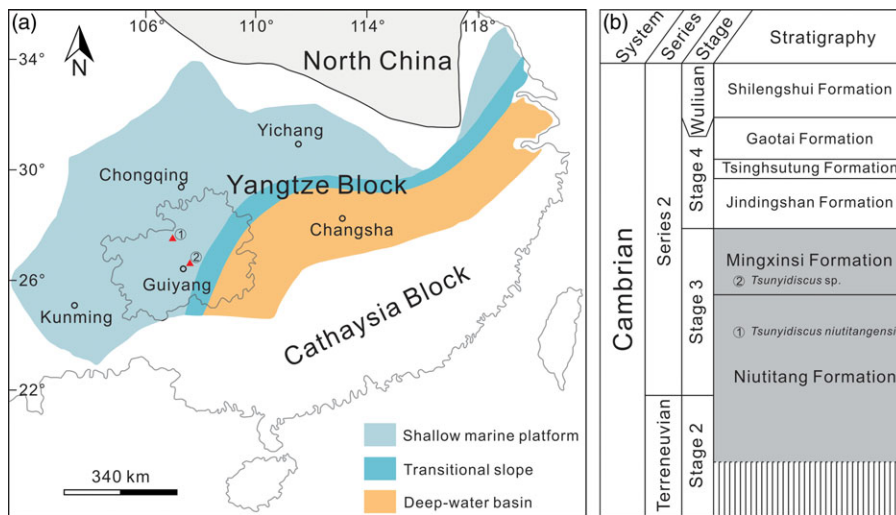 (a)
106°
110°
114°
118°
34°
30°
26°
22°
N
North China
Yichang
Chongqing
Yangtze Block
Changsha
①
②
Guiyang
Kunming
Cathaysia Block
340 km
Shallow marine platform
Transitional slope
Deep-water basin
(b)
System
Series
Stage
Stratigraphy
Cambrian
Series 2
Terreneuvian
Wuliuan
Stage 4
Stage 3
Stage 2
Shilengshui Formation
Gaotai Formation
Tsinghsutung Formation
Jindingshan Formation
Mingxinsi Formation
② Tsunyidiscus sp.
① Tsunyidiscus niutitangensi
Niutitang Formation